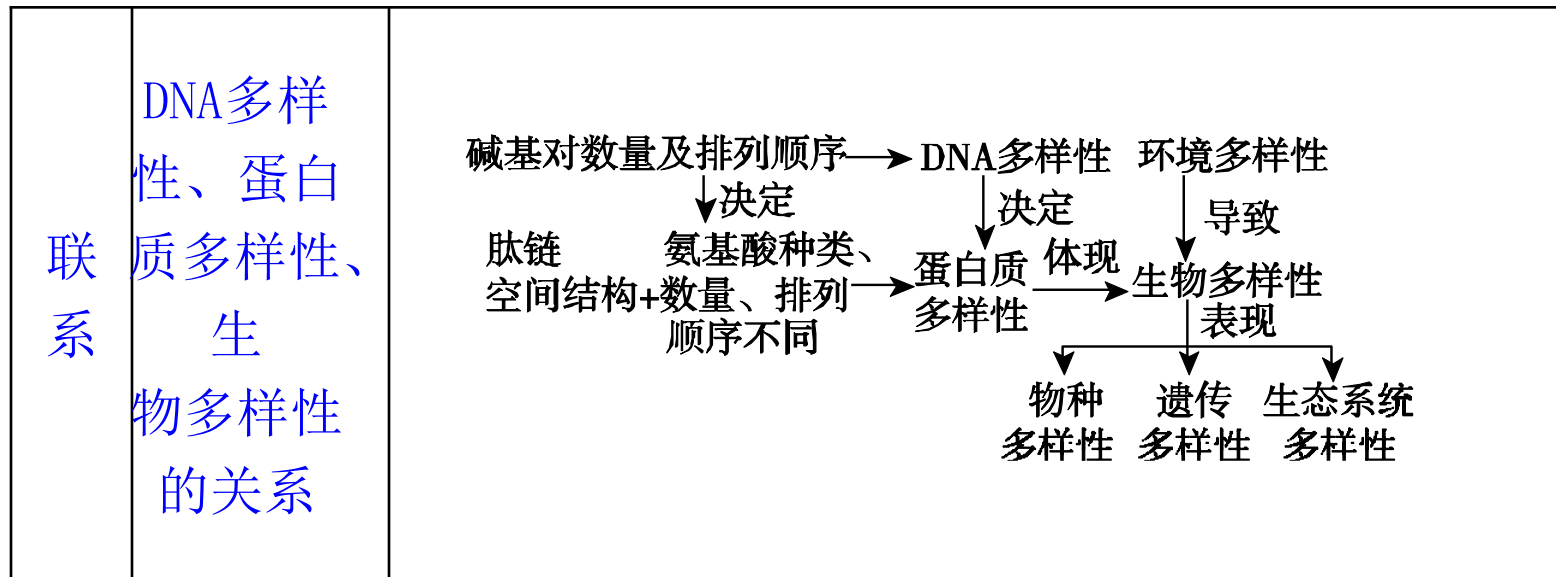 联
系
DNA多样
性、蛋白
质多样性、
生
物多样性
的关系
碱基对数量及排列顺序 DNA多样性 环境多样性
决定 决定 导致
肽链 氨基酸种类、 蛋白质 体现 生物多样性
空间结构+数量、排列 多样性
顺序不同 表现
物种 遗传 生态系统
多样性 多样性 多样性